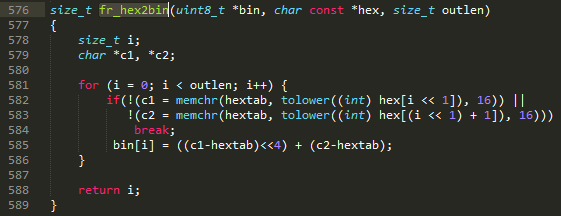 576 size_t fr_hex2bin(uint8_t *bin, char const *hex, size_t outlen)
577 {
578     size_t i;
579     char *c1, *c2;
580
581     for (i = 0; i < outlen; i++) {
582         if(!(c1 = memchr(hextab, tolower((int) hex[i << 1]), 16)) ||
583            !(c2 = memchr(hextab, tolower((int) hex[(i << 1) + 1]), 16)))
584             break;
585          bin[i] = ((c1-hextab)<<4) + (c2-hextab);
586     }
587
588     return i;
589 }